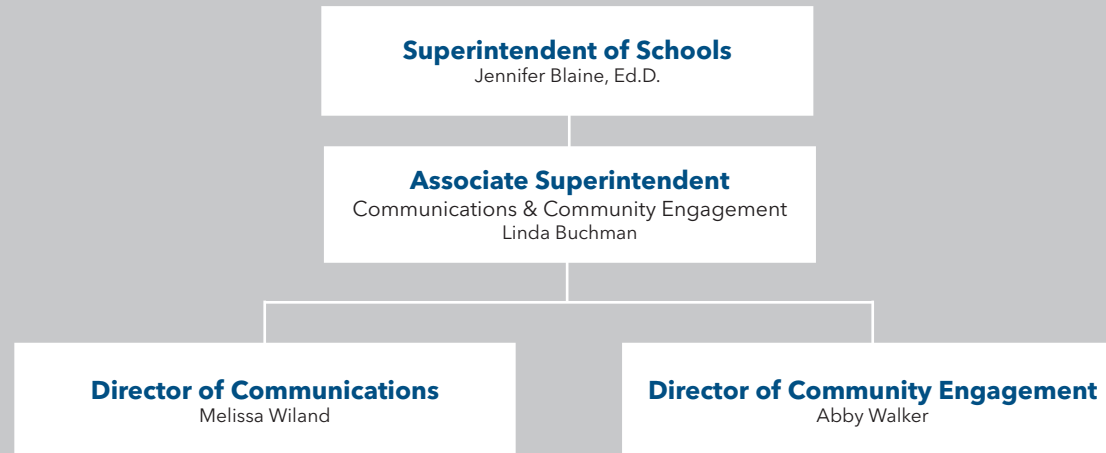 Superintendent of Schools
Jennifer Blaine, Ed.D.
Associate Superintendent
Communications & Community Engagement
Linda Buchman
Director of Communications
Melissa Wiland
Director of Community Engagement
Abby Walker